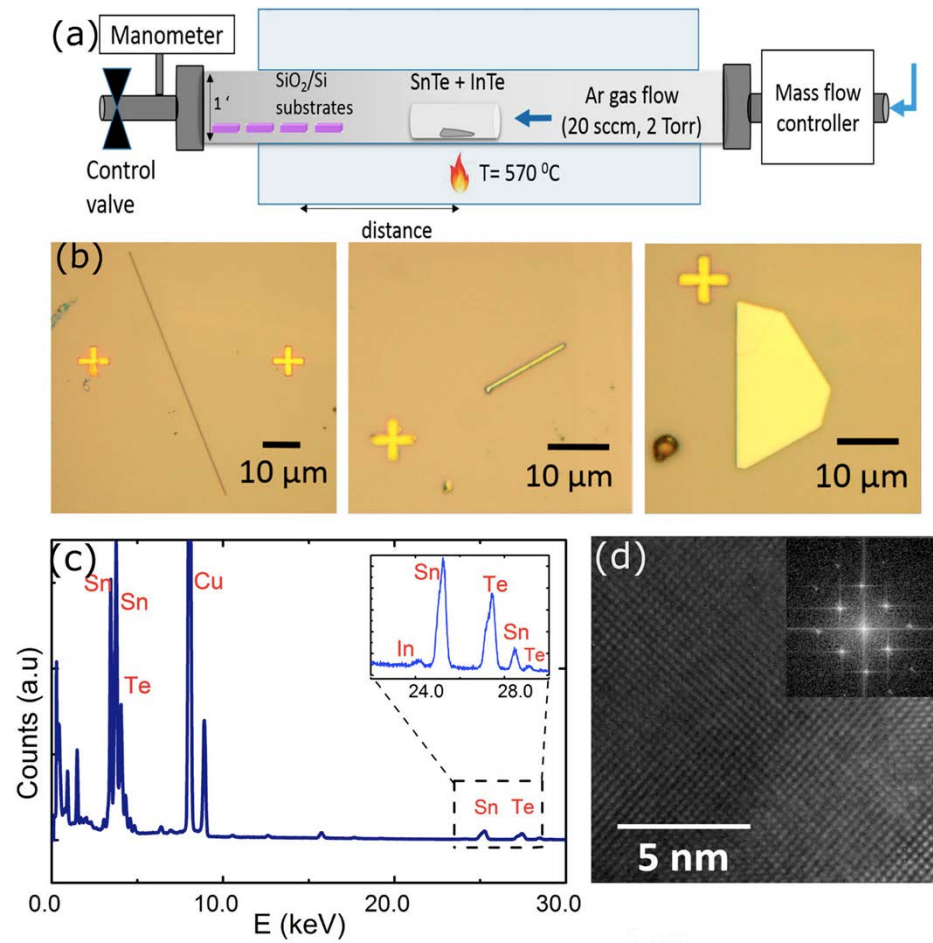 (a)
Manometer
Control
valve
1 ‘
SiO2/Si
substrates
SnTe + InTe
Ar gas flow
(20 sccm, 2 Torr)
Mass flow
controller
T= 570 ⁰C
distance
(b)
10 µm
10 µm
10 µm
(c)
Sn
Sn
Te
Cu
Sn
Te
In
Sn
Te
24.0
28.0
Sn
Te
Counts (a.u)
0.0
10.0
20.0
30.0
E (keV)
(d)
5 nm